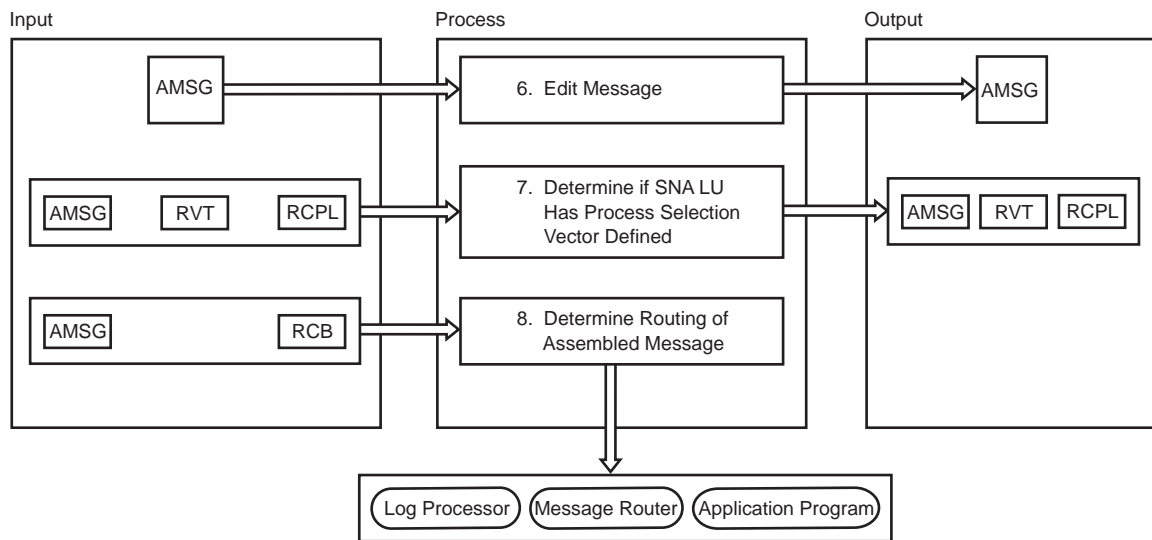 Input
Process
Output
AMSG
6. Edit Message
AMSG
AMSG
RVT
RCPL
7. Determine if SNA LU
Has Process Selection
Vector Defined
AMSG
RVT
RCPL
AMSG
RCB
8. Determine Routing of
Assembled Message
Log Processor
Message Router
Application Program